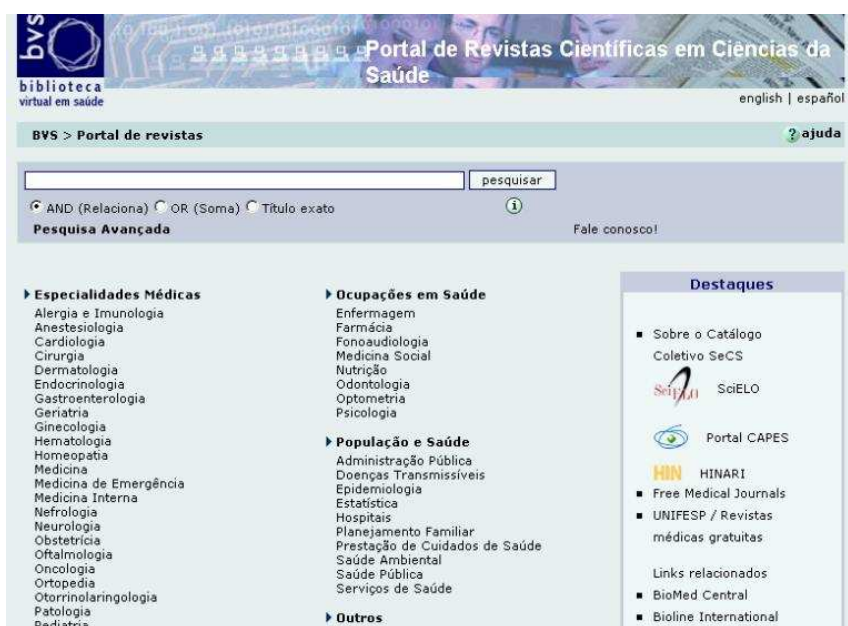 bvs
biblioteca
virtual em saúde
Portal de Revistas Científicas em Ciências da
Saúde
english | español
BVS > Portal de revistas
? ajuda
pesquisar
AND (Relaciona) OR (Soma) Título exato
i
Pesquisa Avançada
Fale conosco!
Especialidades Médicas
Alergia e Imunologia
Anestesiologia
Cardiologia
Cirurgia
Dermatologia
Endocrinologia
Gastroenterologia
Geriatria
Ginecologia
Hematologia
Homeopatia
Medicina
Medicina de Emergência
Medicina Interna
Nefrologia
Neurologia
Obstetrícia
Oftalmologia
Oncologia
Ortopedia
Otorrinolaringologia
Patologia
Pediatria
Ocupações em Saúde
Enfermagem
Farmácia
Fonoaudiologia
Medicina Social
Nutrição
Odontologia
Optometria
Psicologia
População e Saúde
Administração Pública
Doenças Transmissíveis
Epidemiologia
Estatística
Hospitais
Planejamento Familiar
Prestação de Cuidados de Saúde
Saúde Ambiental
Saúde Pública
Serviços de Saúde
Outros
Destaques
Sobre o Catálogo
Coletivo SeCS
SciELO SciELO
Portal CAPES
HIN HINARI
Free Medical Journals
UNIFESP / Revistas
médicas gratuitas
Links relacionados
BioMed Central
Bioline International